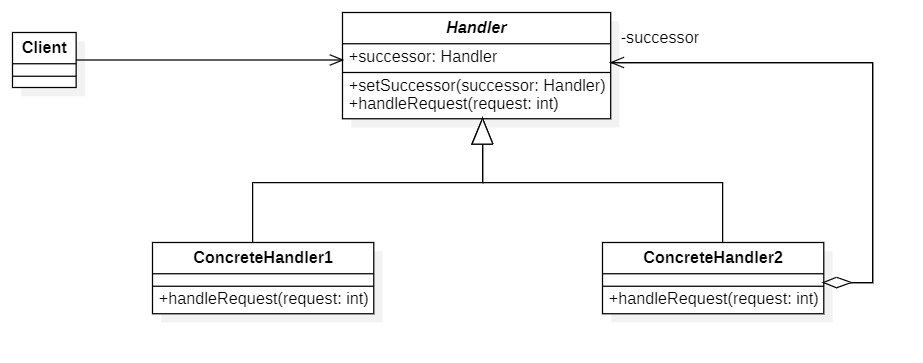 Client
Handler
+successor: Handler
+setSuccessor(successor: Handler)
+handleRequest(request: int)
-successor
ConcreteHandler1
+handleRequest(request: int)
ConcreteHandler2
+handleRequest(request: int)